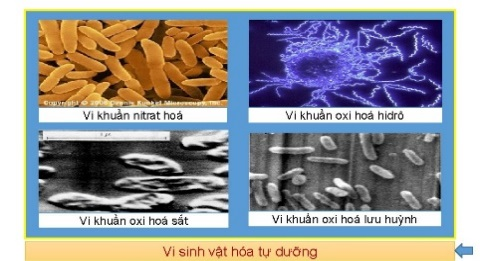 Vi khuẩn nitrat hoá
Vi khuẩn oxi hoá hidrô
Vi khuẩn oxi hoá sắt
Vi khuẩn oxi hoá lưu huỳnh
Vi sinh vật hóa tự dưỡng